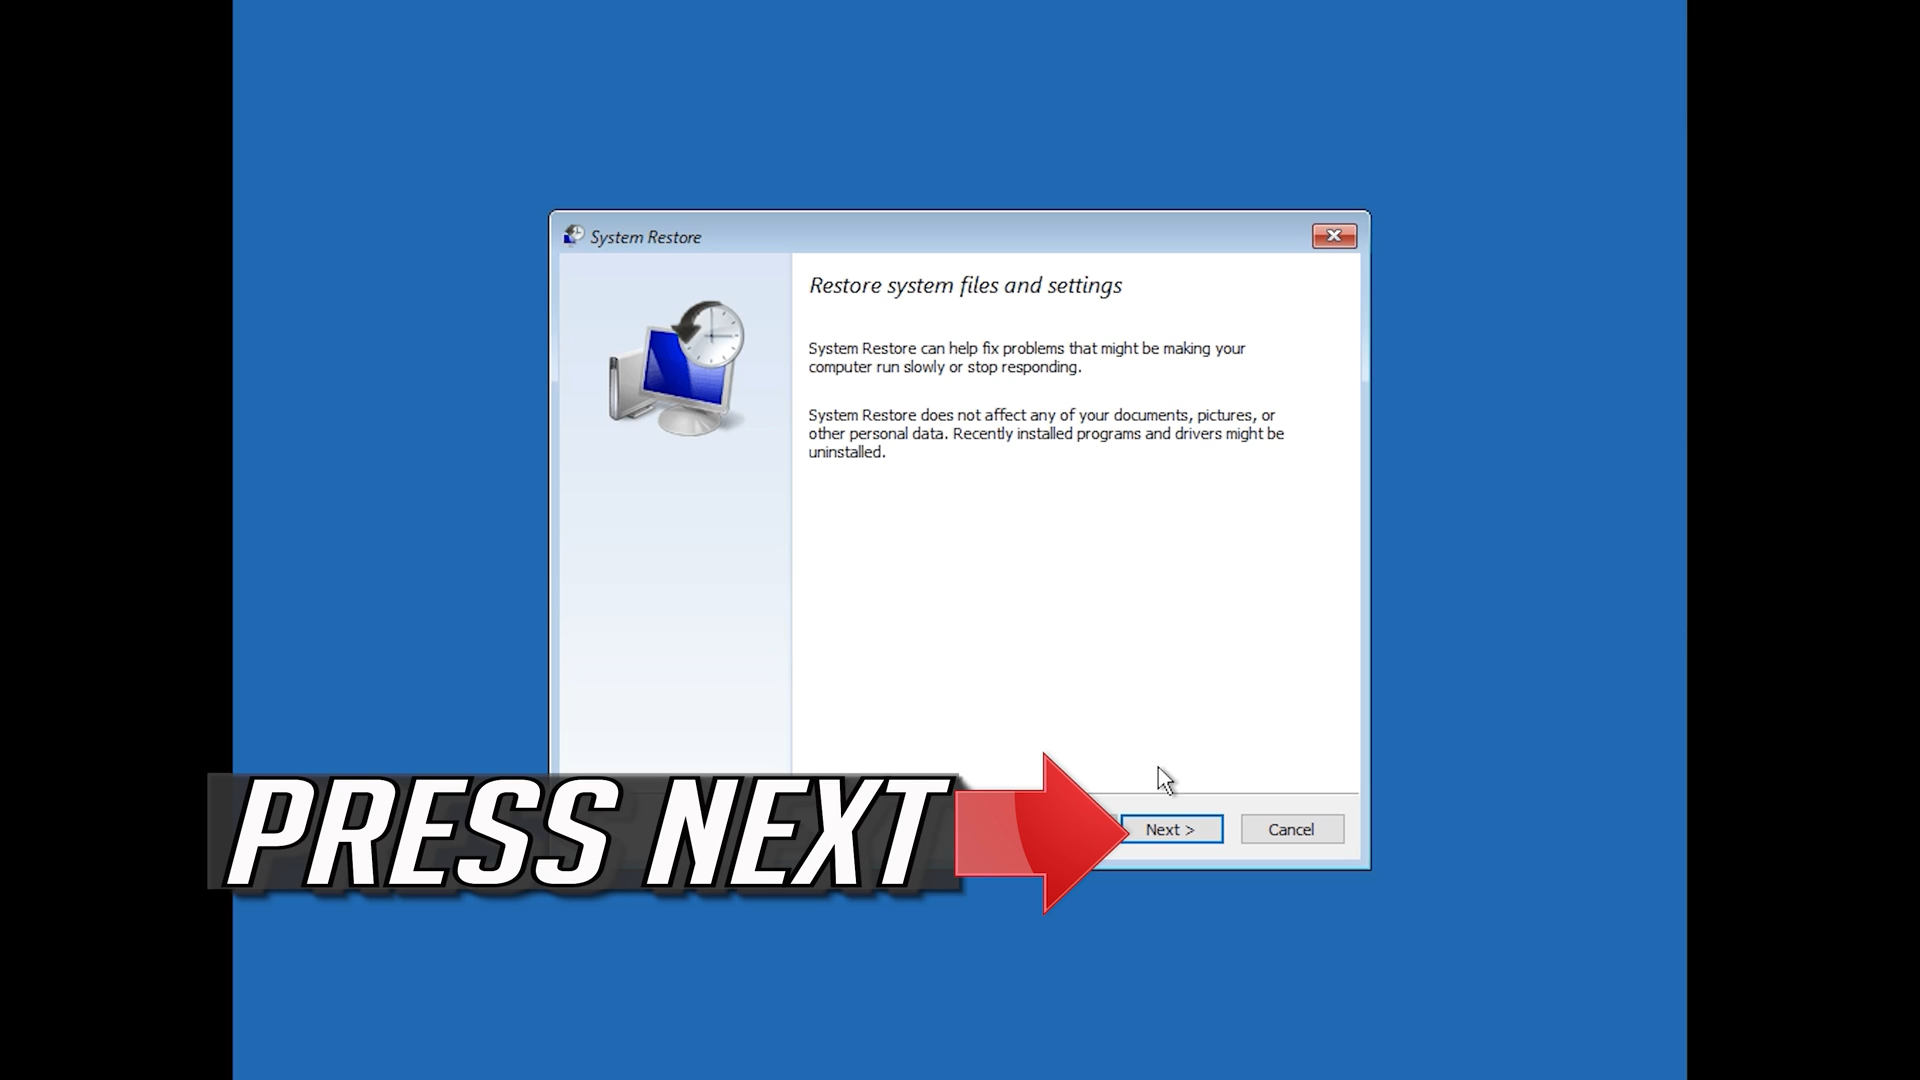 System Restore
Restore system files and settings
System Restore can help fix problems that might be making your
computer run slowly or stop responding.
System Restore does not affect any of your documents, pictures, or
other personal data. Recently installed programs and drivers might be
uninstalled.
PRESS NEXT
Next >
Cancel